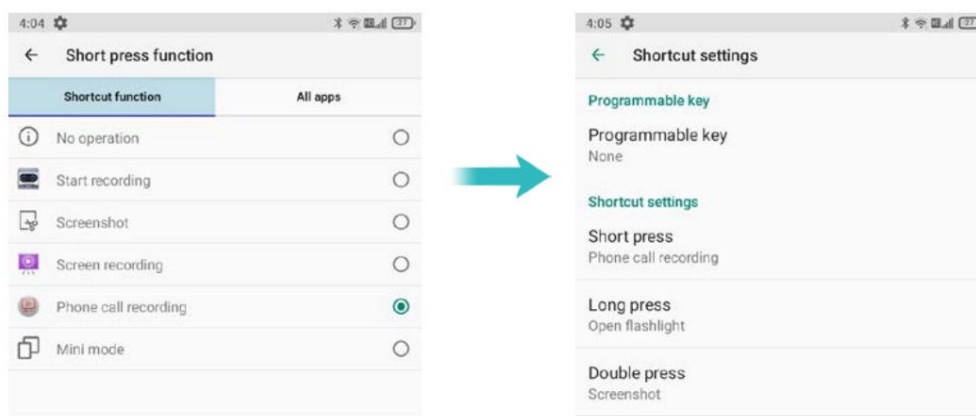 4:04
27
Short press function
Shortcut function
All apps
No operation
Start recording
Screenshot
Screen recording
Phone call recording
Mini mode
4:05
27
Shortcut settings
Programmable key
Programmable key
None
Shortcut settings
Short press
Phone call recording
Long press
Open flashlight
Double press
Screenshot